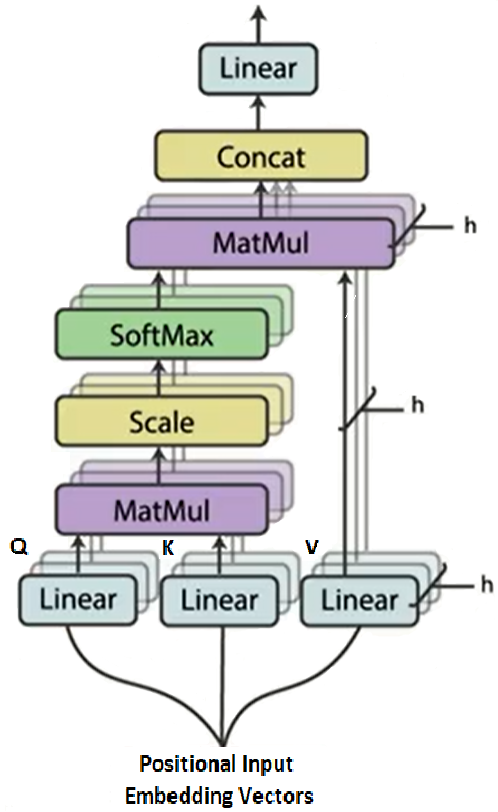 Linear
Concat
MatMul
h
SoftMax
h
Scale
MatMul
Q
K
V
Linear
Linear
Linear
h
Positional Input
Embedding Vectors